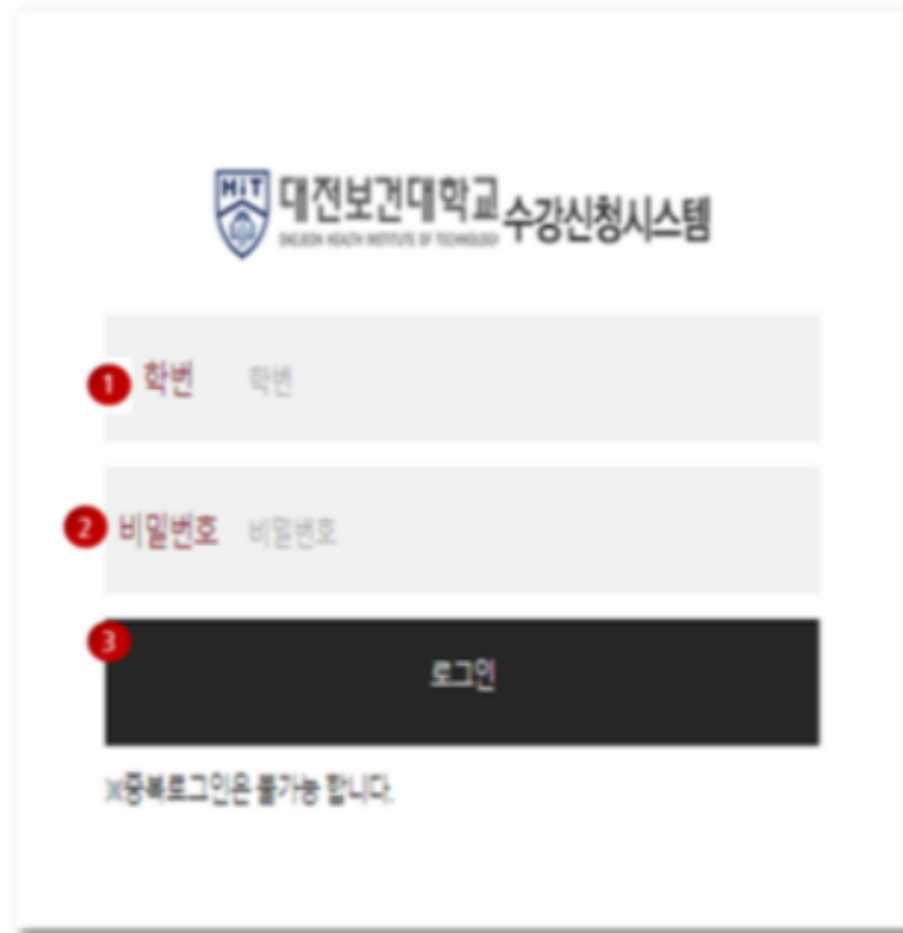 HiT 대전보건대학교 수강신청시스템
DAEJEON HEALTH INSTITUTE OF TECHNOLOGY
1 학번 학번
2 비밀번호 비밀번호
3 로그인
※중복로그인은 불가능 합니다.